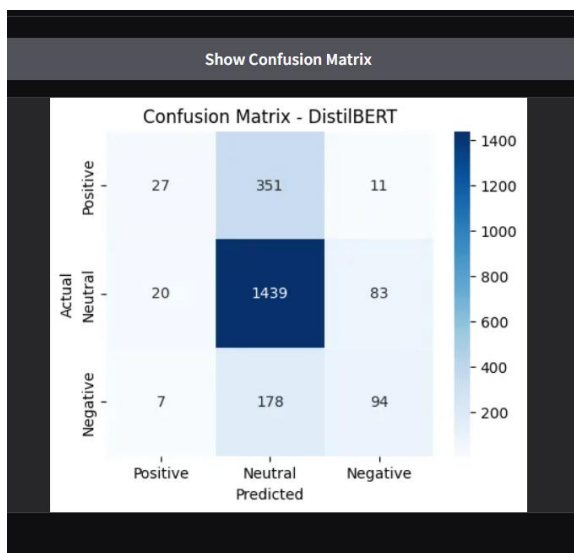 Show Confusion Matrix
Confusion Matrix - DistilBERT
1400
Positive
27 351 11
1200
1000
Actual
Neutral
20 1439 83
800
600
400
Negative
7 178 94
200
Positive Neutral Negative
Predicted